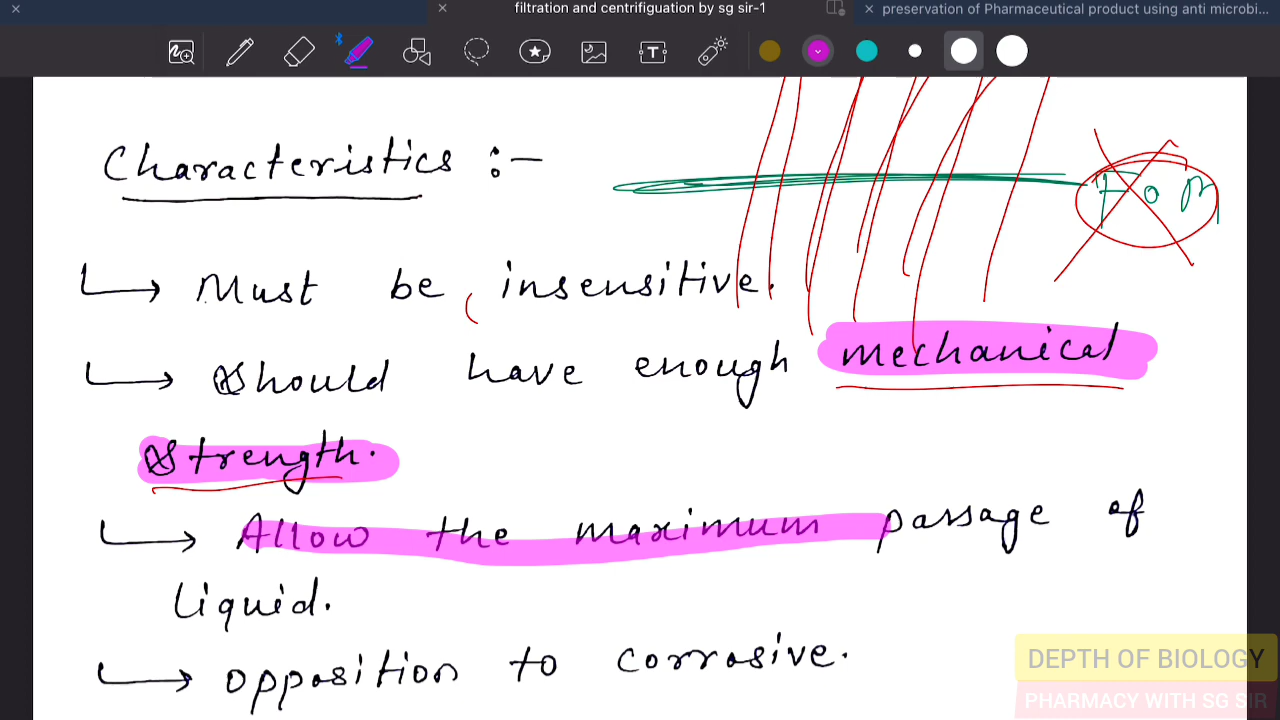 filtration and centrifiguation by sg sir-1
preservation of Pharmaceutical product using anti microbi...
Characteristics :-
Must be insensitive.
Should have enough mechanical
Strength.
Allow the maximum passage of
Liquid.
opposition to corrosive.
DEPTH OF BIOLOGY
PHARMACY WITH SG SIR